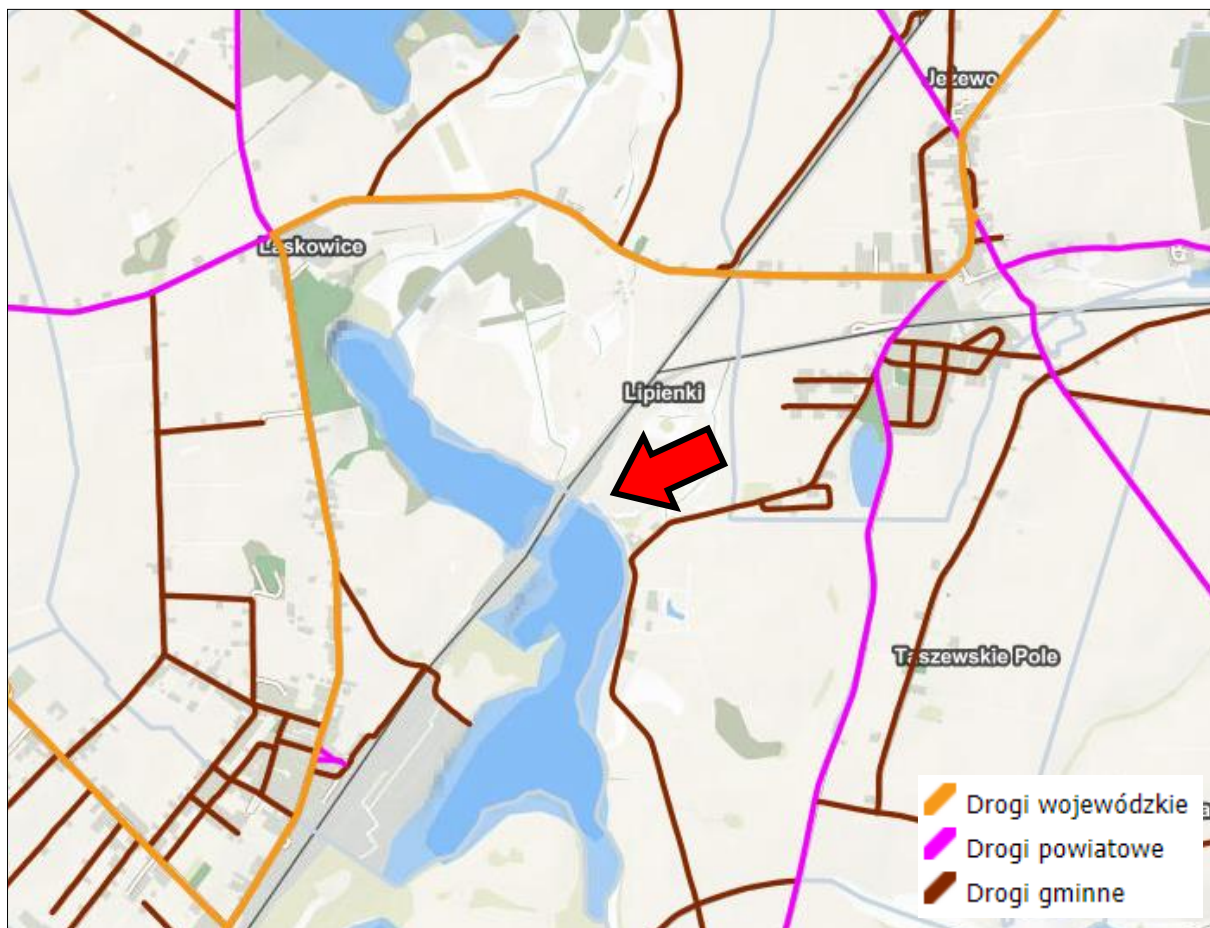 Jeżewo
Laskowice
Lipienki
Taszewskie Pole
Drogi wojewódzkie
Drogi powiatowe
Drogi gminne